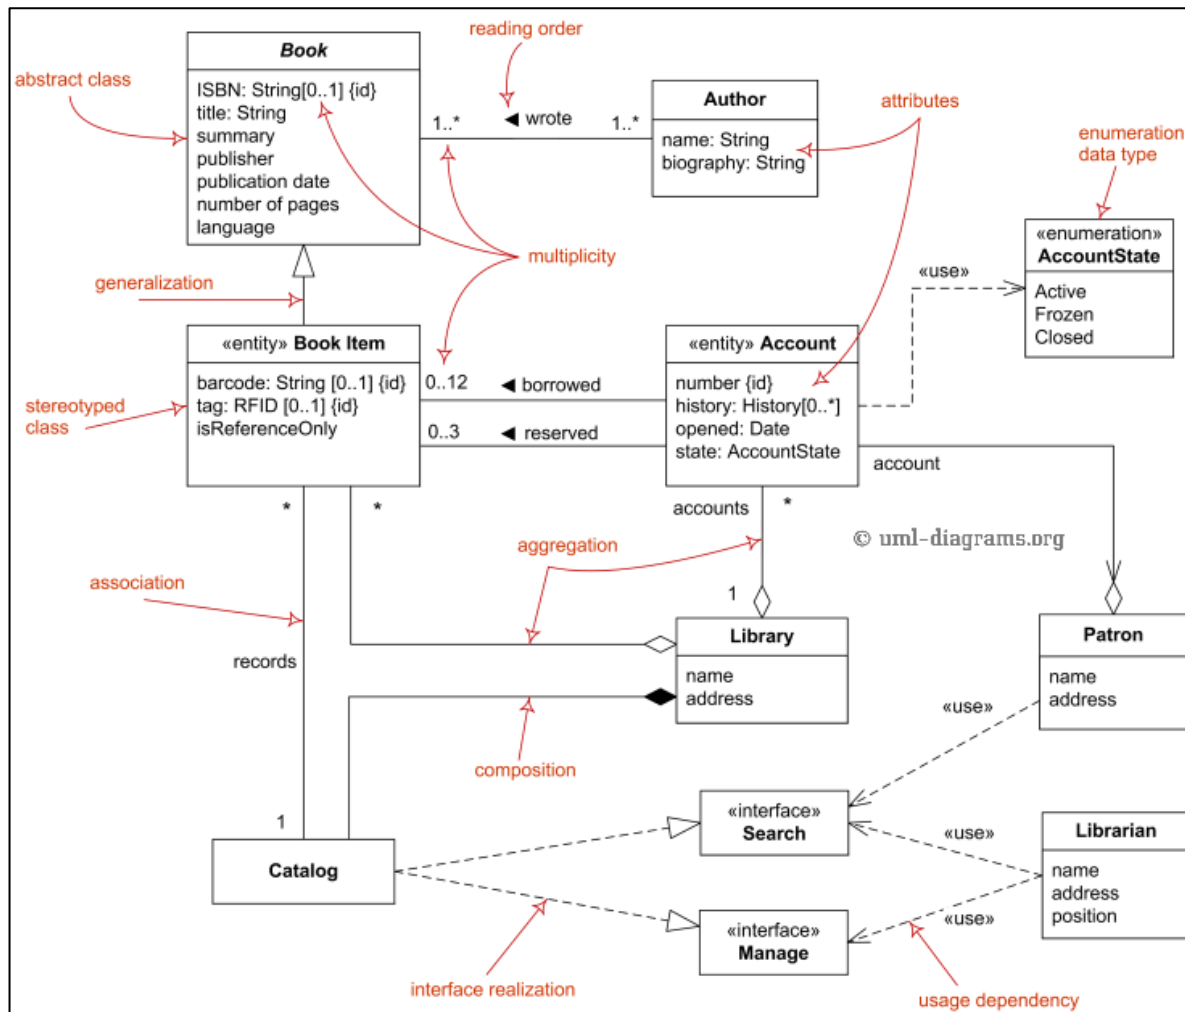 reading order
Book
abstract class
ISBN: String[0..1] {id}
title: String
summary
publisher
publication date
number of pages
language
1..*
◄ wrote
1..*
Author
name: String
biography: String
attributes
enumeration
data type
«enumeration»
AccountState
Active
Frozen
Closed
multiplicity
generalization
«use»
«entity» Book Item
barcode: String [0..1] {id}
tag: RFID [0..1] {id}
isReferenceOnly
stereotyped
class
0..12
◄ borrowed
0..3
◄ reserved
«entity» Account
number {id}
history: History[0..*]
opened: Date
state: AccountState
account
*
*
accounts
*
© uml-diagrams.org
aggregation
association
1
Library
name
address
records
composition
Patron
name
address
«use»
1
Catalog
«interface»
Search
«use»
Librarian
name
address
position
«interface»
Manage
«use»
interface realization
usage dependency